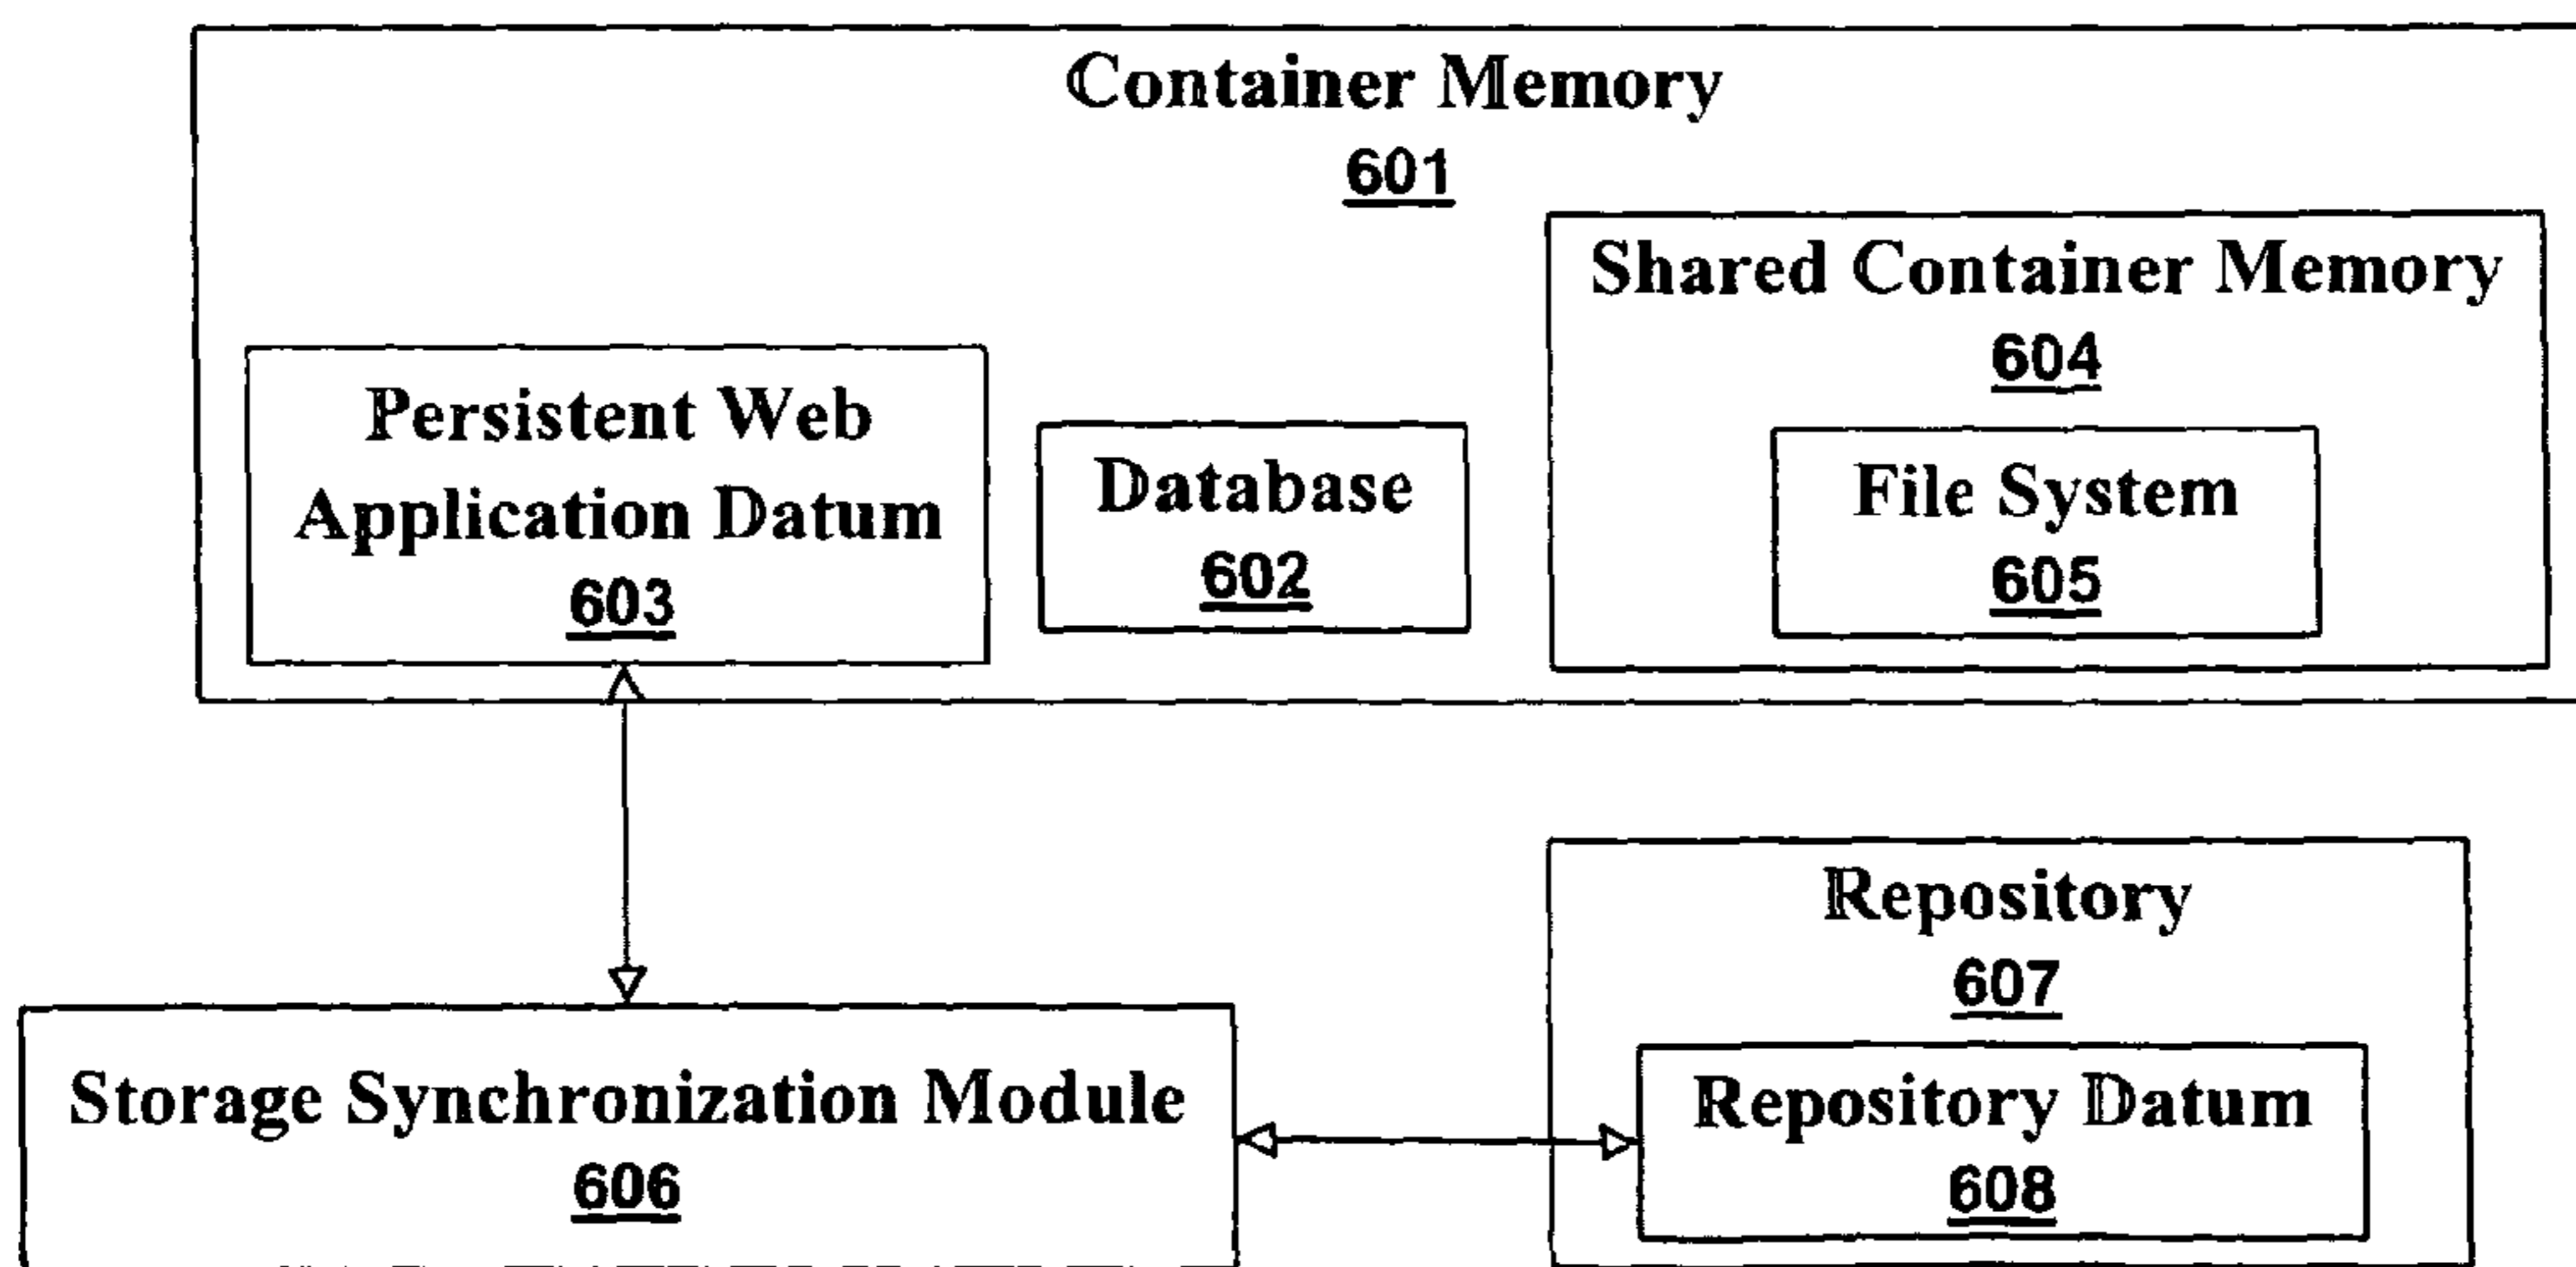 Container Memory
601
Shared Container Memory
604
Persistent Web
Application Datum
603
Database
602
File System
605
Repository
607
Storage Synchronization Module
606
Repository Datum
608